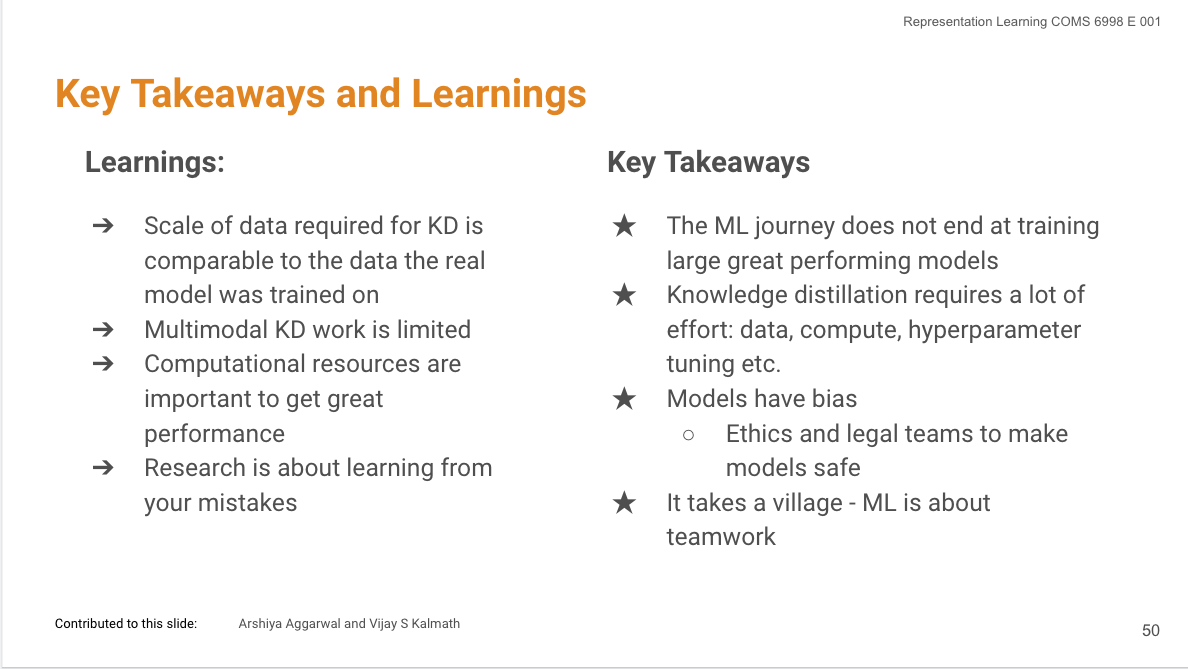 Representation Learning COMS 6998 E 001
Key Takeaways and Learnings
Learnings:
➔ Scale of data required for KD is
comparable to the data the real
model was trained on
➔ Multimodal KD work is limited
➔ Computational resources are
important to get great
performance
➔ Research is about learning from
your mistakes
Key Takeaways
★ The ML journey does not end at training
large great performing models
★ Knowledge distillation requires a lot of
effort: data, compute, hyperparameter
tuning etc.
★ Models have bias
○ Ethics and legal teams to make
models safe
★ It takes a village - ML is about
teamwork
Contributed to this slide: Arshiya Aggarwal and Vijay S Kalmath
50